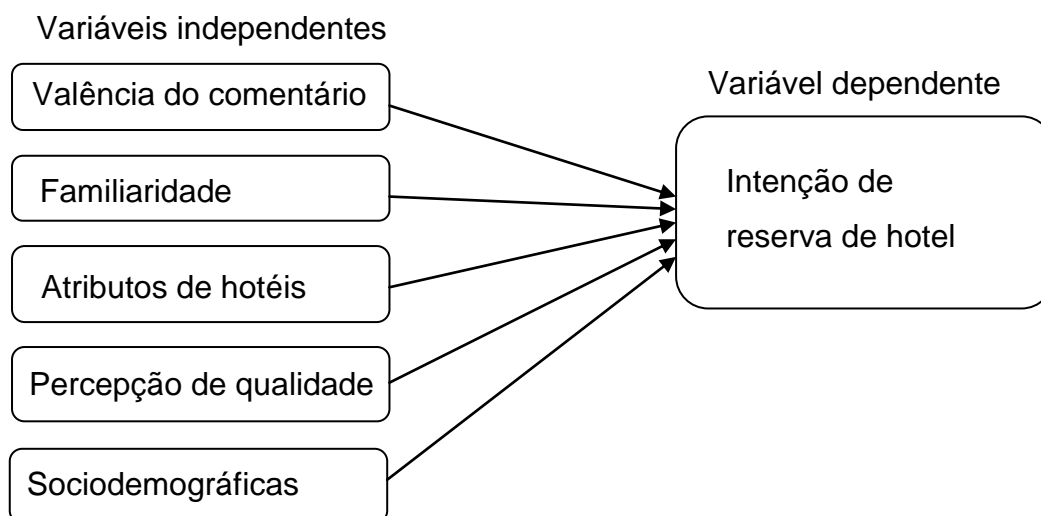 Variáveis independentes
Valência do comentário
Familiaridade
Atributos de hotéis
Percepção de qualidade
Sociodemográficas
Variável dependente
Intenção de
reserva de hotel